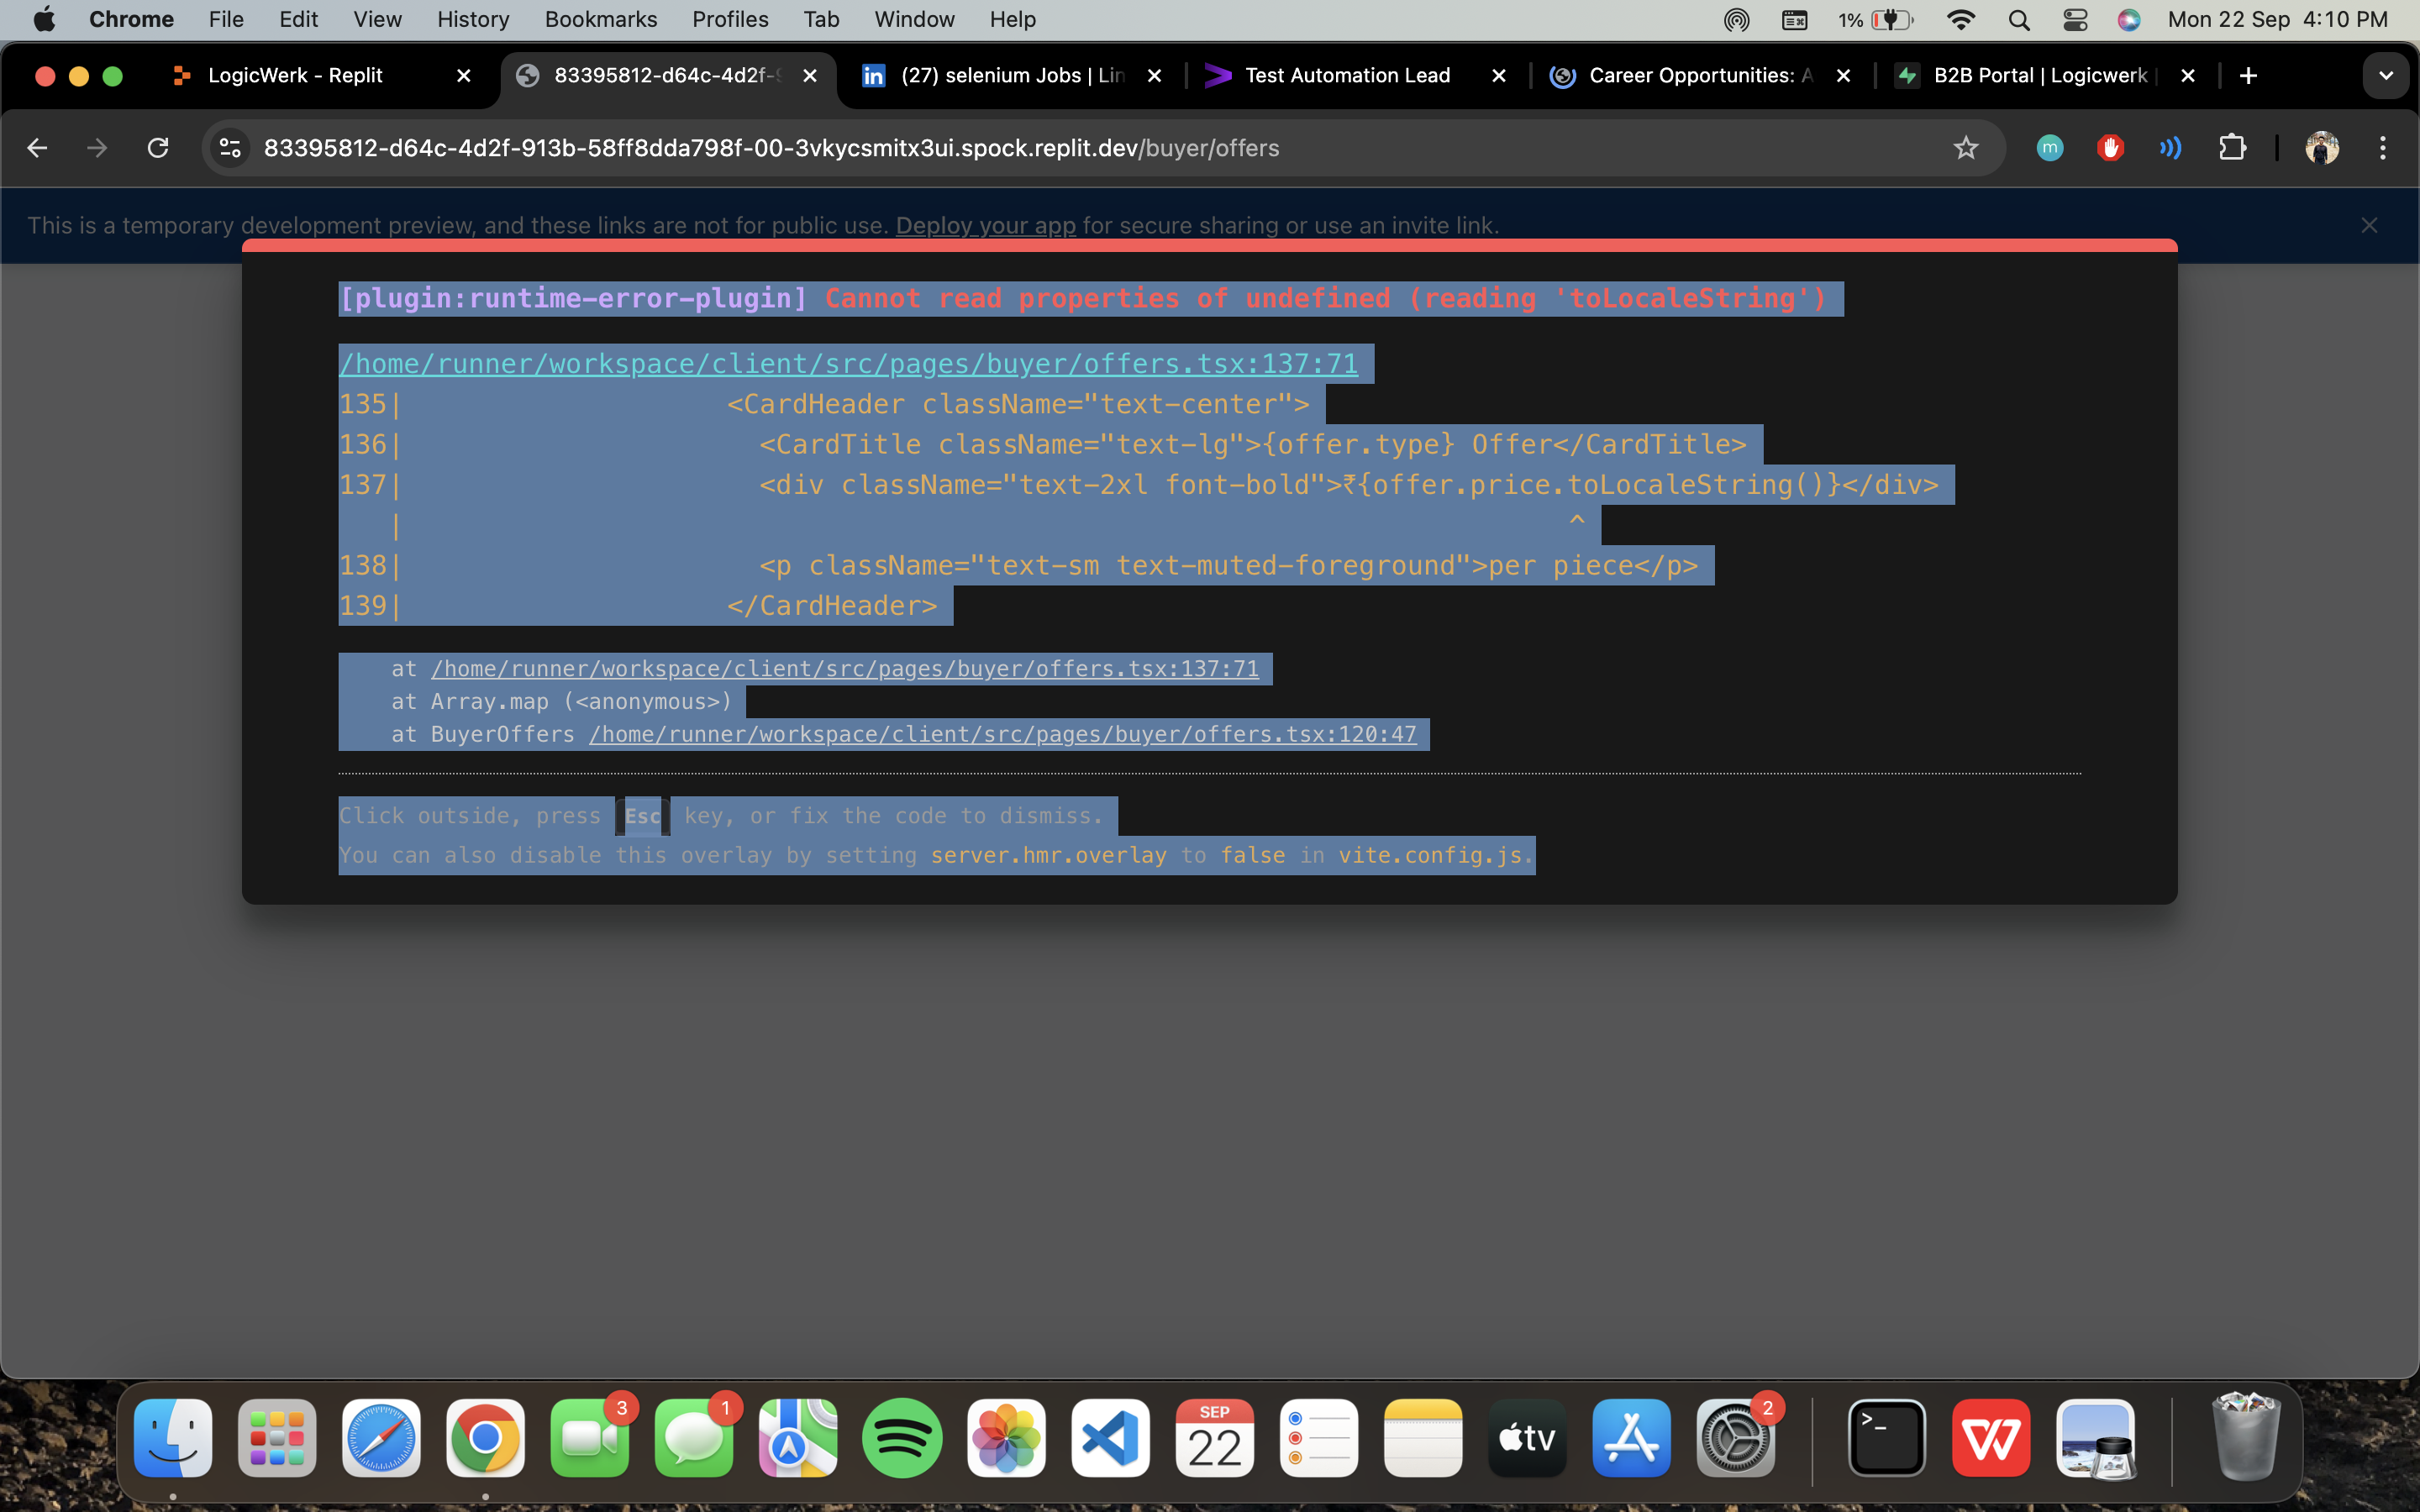 Chrome File Edit View History Bookmarks Profiles Tab Window Help 1% Mon 22 Sep 4:10 PM
LogicWerk - Replit 83395812-d64c-4d2f-9 (27) selenium Jobs | Lin Test Automation Lead Career Opportunities: A B2B Portal | Logicwerk |
83395812-d64c-4d2f-913b-58ff8dda798f-00-3vkycsmitx3ui.spock.replit.dev/buyer/offers m
This is a temporary development preview, and these links are not for public use. Deploy your app for secure sharing or use an invite link.
[plugin:runtime-error-plugin] Cannot read properties of undefined (reading 'toLocaleString')
/home/runner/workspace/client/src/pages/buyer/offers.tsx:137:71
135| <CardHeader className="text-center">
136| <CardTitle className="text-lg">{offer.type} Offer</CardTitle>
137| <div className="text-2xl font-bold">₹{offer.price.toLocaleString()}</div>
| ^
138| <p className="text-sm text-muted-foreground">per piece</p>
139| </CardHeader>
at /home/runner/workspace/client/src/pages/buyer/offers.tsx:137:71
at Array.map (<anonymous>)
at BuyerOffers /home/runner/workspace/client/src/pages/buyer/offers.tsx:120:47
Click outside, press Esc key, or fix the code to dismiss.
You can also disable this overlay by setting server.hmr.overlay to false in vite.config.js.
3 1 SEP 22 tv 2 >_ W